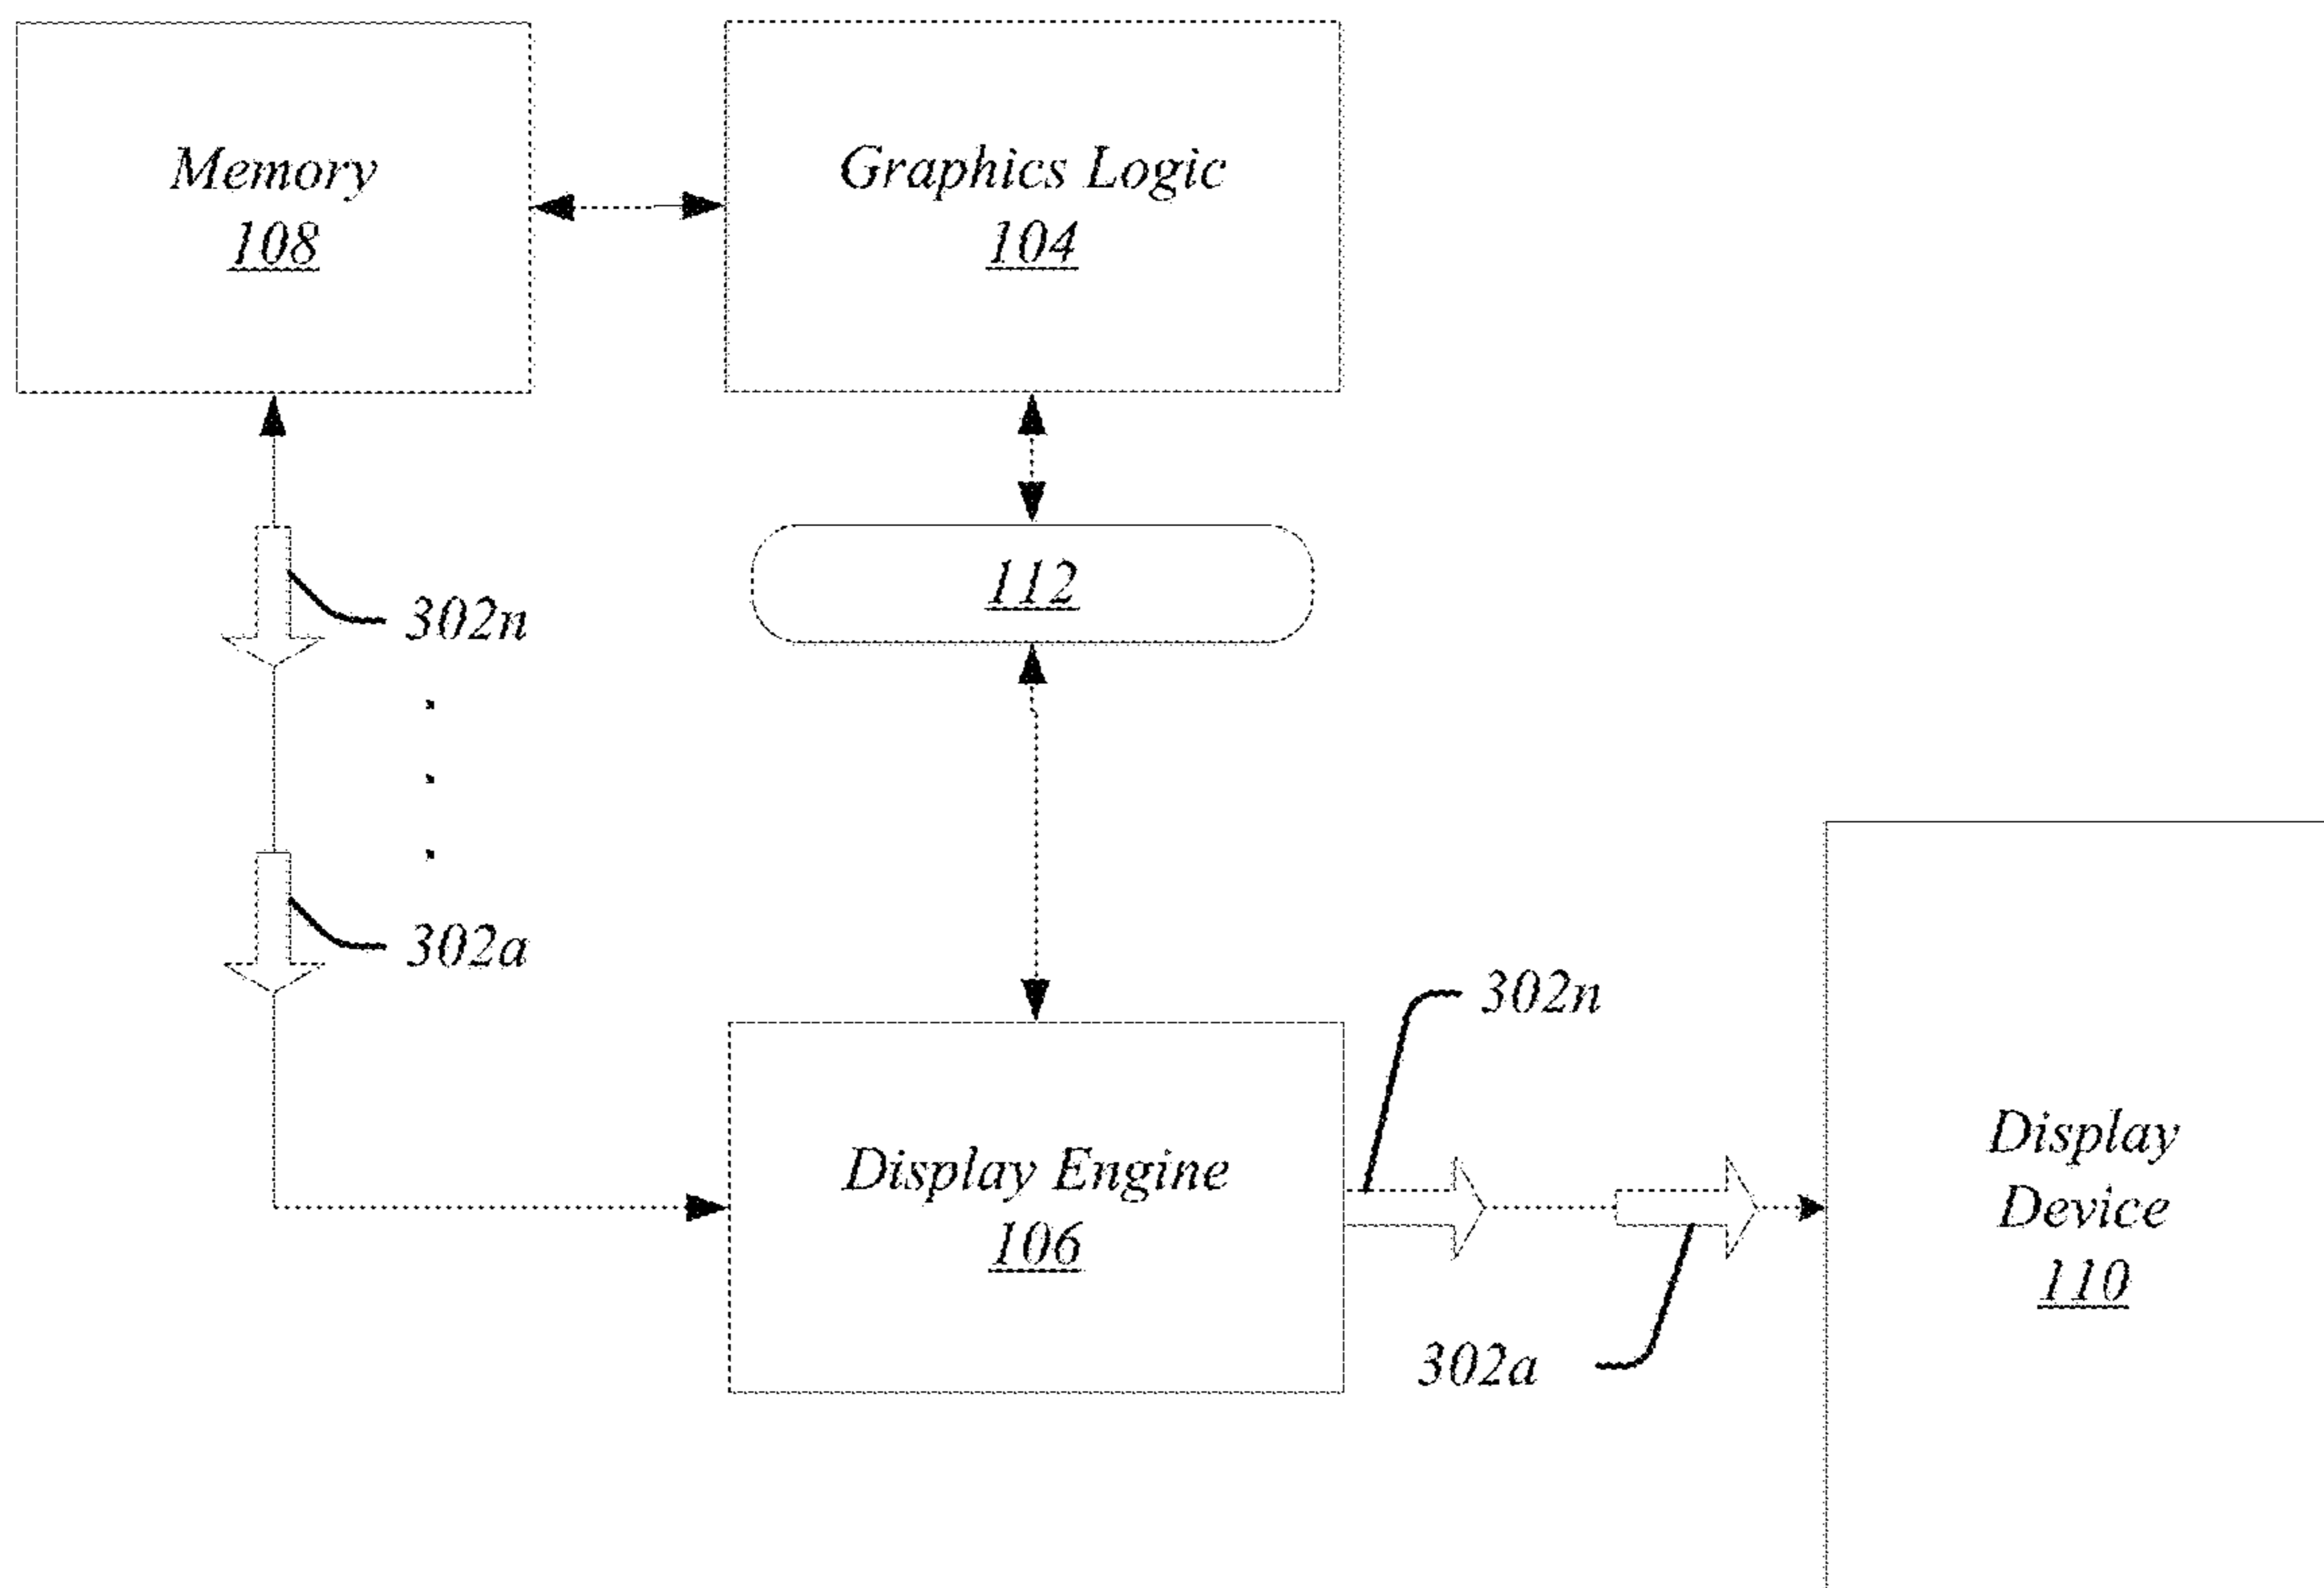 Memory
108
Graphics Logic
104
112
302n
302a
302n
Display Engine
106
302a
Display
Device
110